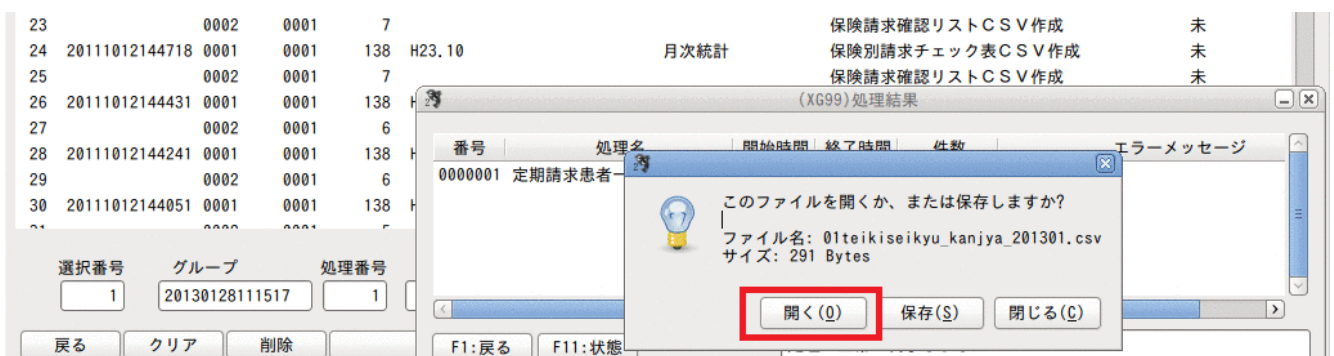 23 0002 0001 7 保険請求確認リストCSV作成 未
24 20111012144718 0001 0001 138 H23.10 月次統計 保険別請求チェック表CSV作成 未
25 0002 0001 7 保険請求確認リストCSV作成 未
26 20111012144431 0001 0001 138
27 0002 0001 6
28 20111012144241 0001 0001 138
29 0002 0001 6
30 20111012144051 0001 0001 138
選択番号 グループ 処理番号
1 20130128111517 1
戻る クリア 削除
(XG99)処理結果
番号 処理名 開始時間 終了時間 件数 エラーメッセージ
0000001 定期請求患者一
このファイルを開くか、または保存しますか?
ファイル名: 01teikiseikyu_kanjya_201301.csv
サイズ: 291 Bytes
開く(O) 保存(S) 閉じる(C)
F1:戻る F11:状態